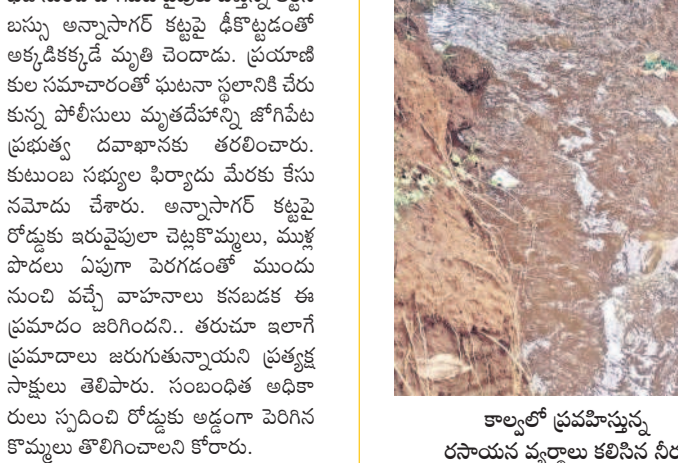 బస్సు అన్నాసాగర్ కట్టపై ఢీకొట్టడంతో
అక్కడికక్కడే మృతి చెందాడు. ప్రయాణి
కుల సమాచారంతో ఘటనా స్థలానికి చేరు
కున్న పోలీసులు మృతదేహాన్ని జోగిపేట
ప్రభుత్వ దవాఖానకు తరలించారు.
కుటుంబ సభ్యుల ఫిర్యాదు మేరకు కేసు
నమోదు చేశారు. అన్నాసాగర్ కట్టపై
రోడ్డుకు ఇరువైపులా చెట్లకొమ్మలు, ముళ్ల
పొదలు ఏపుగా పెరగడంతో ముందు
నుంచి వచ్చే వాహనాలు కనబడక ఈ
ప్రమాదం జరిగిందని.. తరుచూ ఇలాగే
ప్రమాదాలు జరుగుతున్నాయని ప్రత్యక్ష
సాక్షులు తెలిపారు. సంబంధిత అధికా
రులు స్పదించి రోడ్డుకు అడ్డంగా పెరిగిన
కొమ్మలు తొలిగించాలని కోరారు.
కాల్వలో ప్రవహిస్తున్న
రసాయన వ్యర్థాలు కలిసిన నీరు